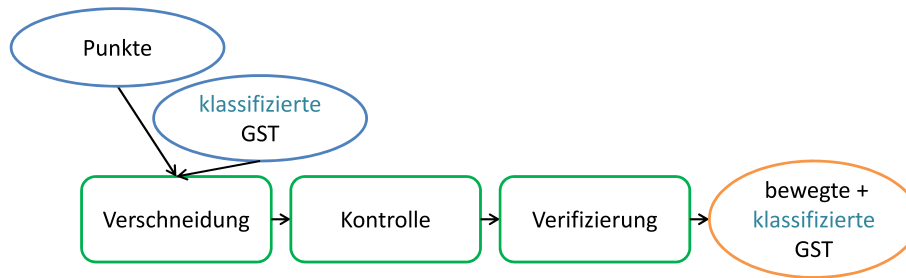 Punkte
klassifizierte
GST
Verschneidung
Kontrolle
Verifizierung
bewegte +
klassifizierte
GST